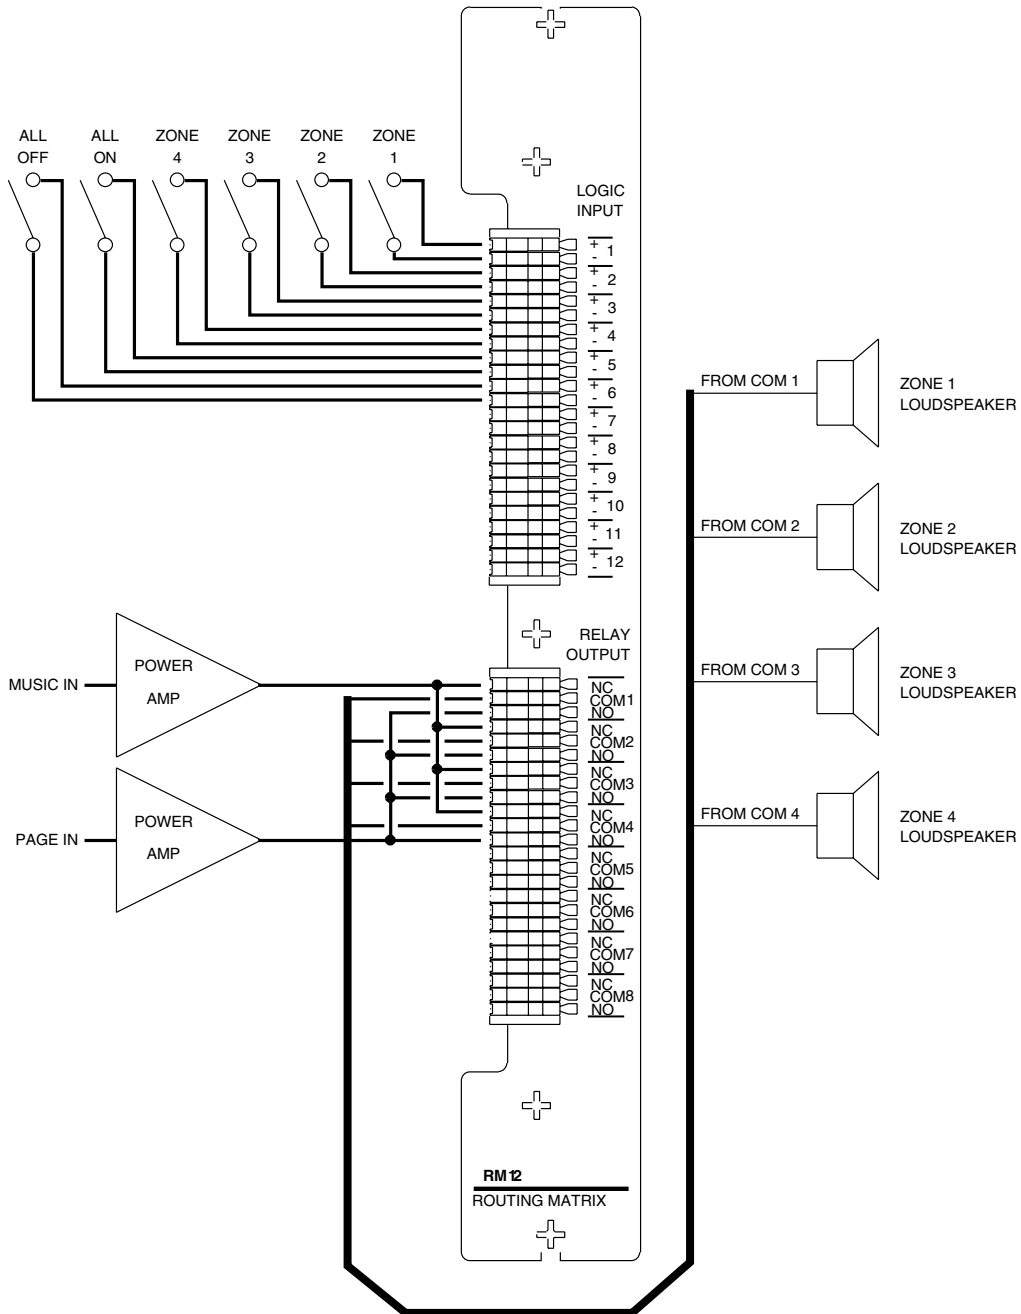 ALL OFF
ALL ON
ZONE 4
ZONE 3
ZONE 2
ZONE 1
LOGIC
INPUT
+
- 1
+
- 2
+
- 3
+
- 4
+
- 5
+
- 6
+
- 7
+
- 8
+
- 9
+
- 10
+
- 11
+
- 12
FROM COM 1
ZONE 1
LOUDSPEAKER
FROM COM 2
ZONE 2
LOUDSPEAKER
FROM COM 3
ZONE 3
LOUDSPEAKER
FROM COM 4
ZONE 4
LOUDSPEAKER
MUSIC IN
POWER
AMP
PAGE IN
POWER
AMP
RELAY
OUTPUT
NC
COM1
NO
NC
COM2
NO
NC
COM3
NO
NC
COM4
NO
NC
COM5
NO
NC
COM6
NO
NC
COM7
NO
NC
COM8
NO
RM12
ROUTING MATRIX